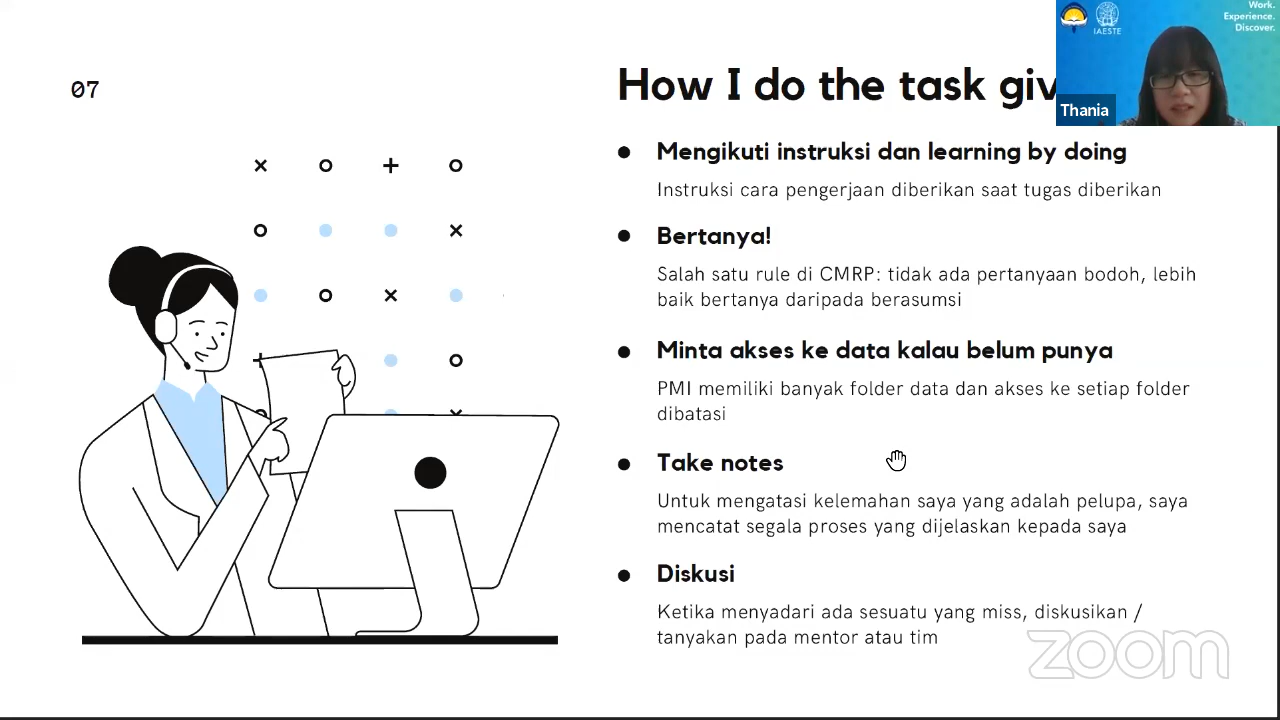 07
How I do the task giv
Work.
Experience.
Discover.
IAESTE
Thania
Mengikuti instruksi dan learning by doing
Instruksi cara pengerjaan diberikan saat tugas diberikan
Bertanya!
Salah satu rule di CMRP: tidak ada pertanyaan bodoh, lebih
baik bertanya daripada berasumsi
Minta akses ke data kalau belum punya
PMI memiliki banyak folder data dan akses ke setiap folder
dibatasi
Take notes
Untuk mengatasi kelemahan saya yang adalah pelupa, saya
mencatat segala proses yang dijelaskan kepada saya
Diskusi
Ketika menyadari ada sesuatu yang miss, diskusikan /
tanyakan pada mentor atau tim
zoom